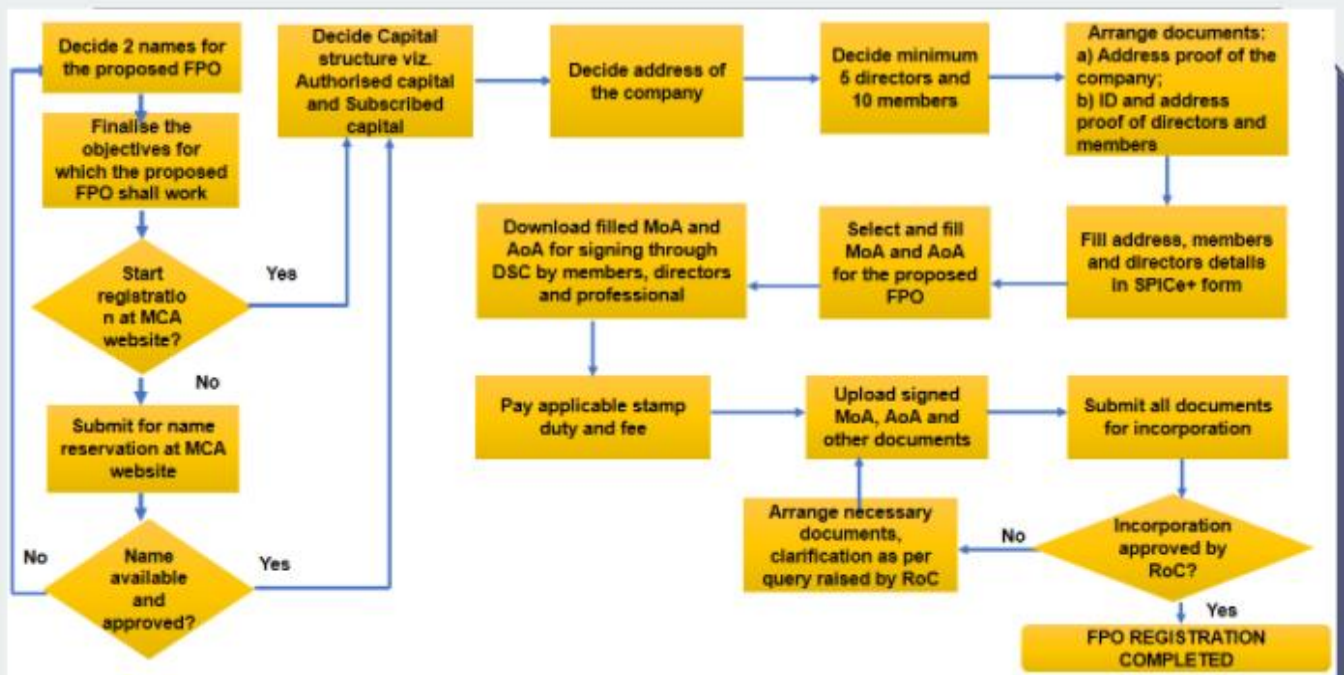 Decide 2 names for
the proposed FPO
Finalise the
objectives for
which the proposed
FPO shall work
Start
registratio
n at MCA
website?
Yes
No
Submit for name
reservation at MCA
website
Name
available
and
approved?
No
Yes
Decide Capital
structure viz.
Authorised capital
and Subscribed
capital
Decide address of
the company
Decide minimum
5 directors and
10 members
Arrange documents:
a) Address proof of the
company;
b) ID and address
proof of directors and
members
Fill address, members
and directors details
in SPICe+ form
Select and fill
MoA and AoA
for the proposed
FPO
Download filled MoA and
AoA for signing through
DSC by members, directors
and professional
Pay applicable stamp
duty and fee
Upload signed
MoA, AoA and
other documents
Submit all documents
for incorporation
Incorporation
approved by
RoC?
No
Arrange necessary
documents,
clarification as per
query raised by RoC
Yes
FPO REGISTRATION
COMPLETED